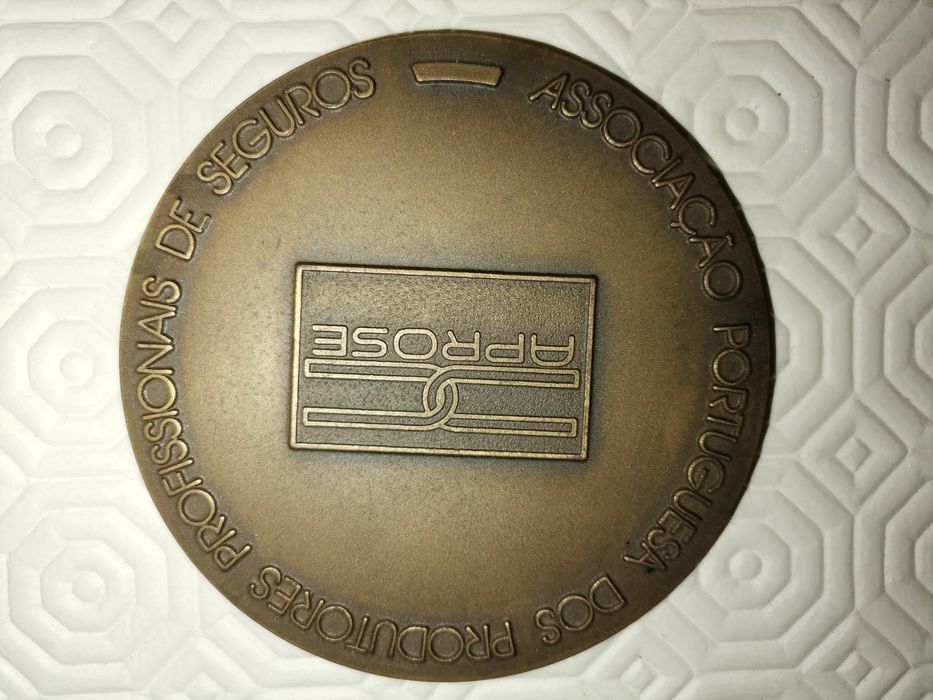 ASSOCIAÇÃO PORTUGUESA DOS PRODUTORES PROFISSIONAIS DE SEGUROS
APROSE